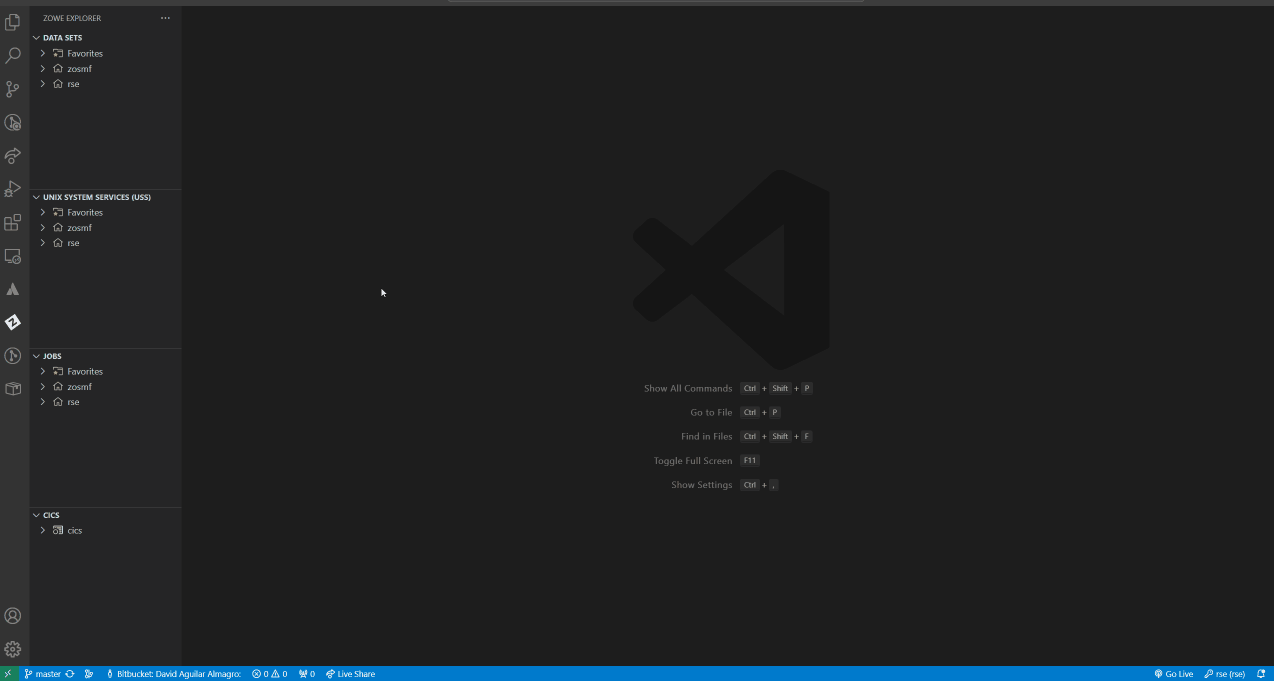 ZOWE EXPLORER ···
DATA SETS
Favorites
zosmf
rse
UNIX SYSTEM SERVICES (USS)
Favorites
zosmf
rse
JOBS
Favorites
zosmf
rse
CICS
cics
Show All Commands Ctrl + Shift + P
Go to File Ctrl + P
Find in Files Ctrl + Shift + F
Toggle Full Screen F11
Show Settings Ctrl + ,
master Bitbucket: David Aguilar Almagro: 0 0 0 Live Share Go Live rse (rse)